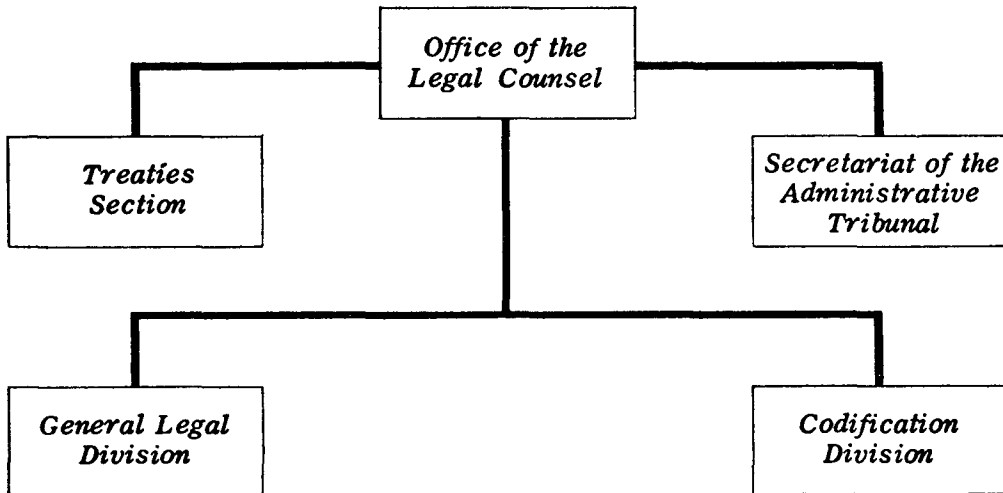 Office of the
Legal Counsel
Treaties
Section
Secretariat of the
Administrative
Tribunal
General Legal
Division
Codification
Division